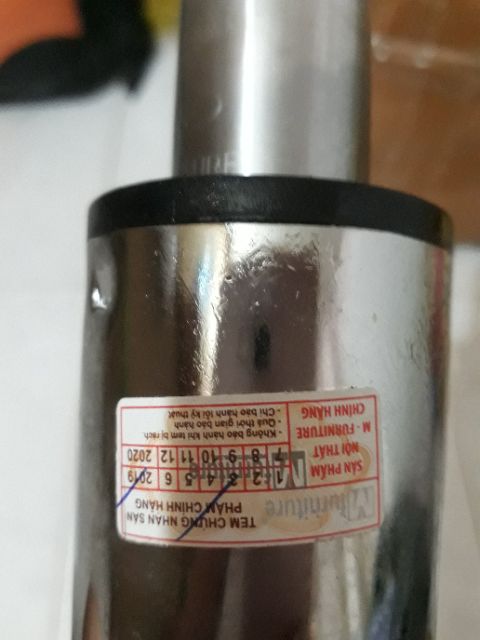 M furniture
TEM CHỨNG NHẬN SẢN
PHẨM CHÍNH HÃNG
1 2 3 4 5 6 2019
7 8 9 10 11 12 2020
- Không bảo hành khi tem bị rách
- Quá thời gian bảo hành
- Chỉ bảo hành lỗi kỹ thuật
SẢN PHẨM
NỘI THẤT
M - FURNITURE
CHÍNH HÃNG
M furniture